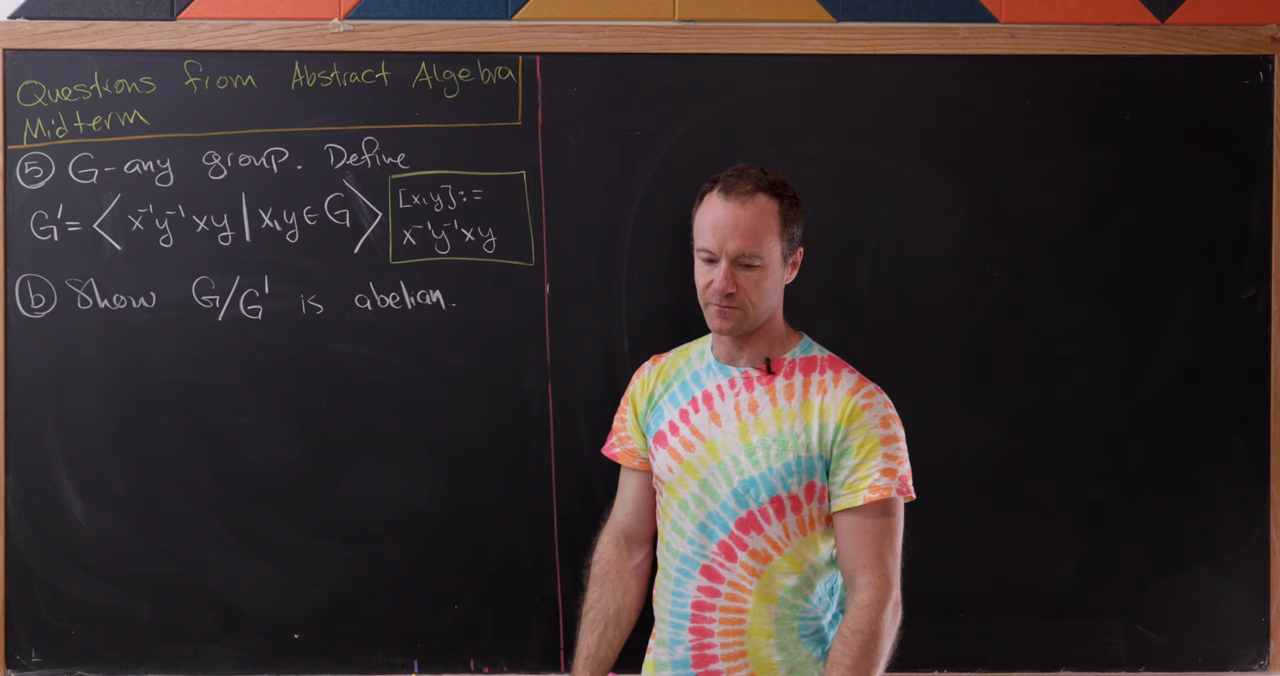 Questions from Abstract Algebra
Midterm
⑤ G-any group. Define
G' = ⟨ x⁻¹y⁻¹xy | x,y ∈ G ⟩
[x,y] :=
x⁻¹y⁻¹xy
ⓑ Show G/G' is abelian.